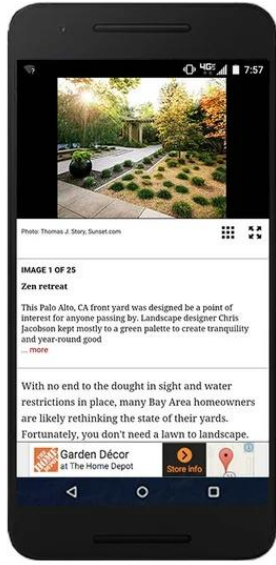 4G 7:57
Photo: Thomas J. Story, Sunset.com
IMAGE 1 OF 25
Zen retreat
This Palo Alto, CA front yard was designed be a point of
interest for anyone passing by. Landscape designer Chris
Jacobson kept mostly to a green palette to create tranquility
and year-round good
... more
With no end to the dought in sight and water
restrictions in place, many Bay Area homeowners
are likely rethinking the state of their yards.
Fortunately, you don't need a lawn to landscape.
Garden Décor
at The Home Depot
Store info